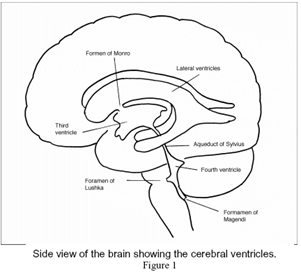 Formen of Monro
Lateral ventricles
Third
ventricle
Aqueduct of Sylvius
Foramen of
Lushka
Fourth ventricle
Fornamen of
Magendi
Side view of the brain showing the cerebral ventricles.
Figure 1